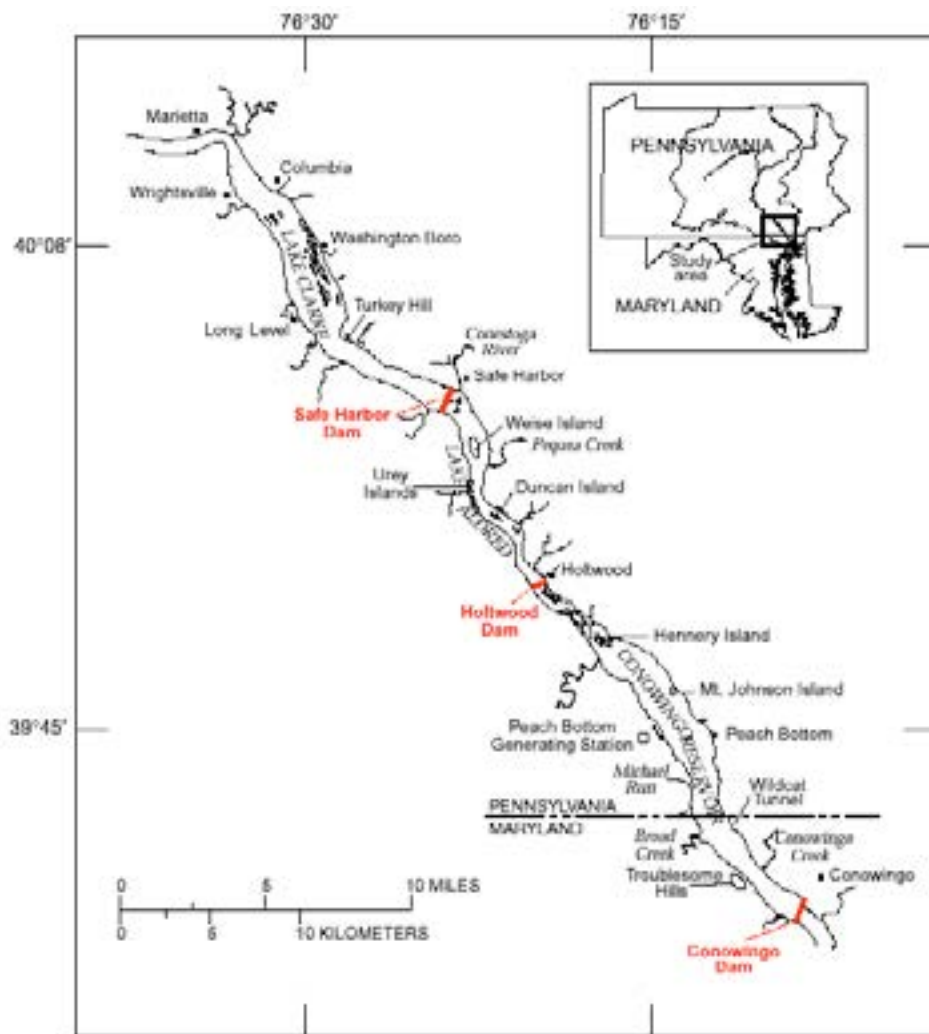 76°30'
76°15'
Marietta
Columbia
Wrightsville
PENNSYLVANIA
40°08'
Washington Boro
LAKE CLARKE
Study
area
MARYLAND
Turkey Hill
Long Level
Conestoga
River
Safe Harbor
Safe Harbor
Dam
Weise Island
Pequea Creek
LAKE ALDRED
Urey
Islands
Duncan Island
Holtwood
Holtwood
Dam
Hennery Island
CONOWINGO RESERVOIR
Mt. Johnson Island
39°45'
Peach Bottom
Generating Station
Peach Bottom
Michael
Run
Wildcat
Tunnel
PENNSYLVANIA
MARYLAND
Broad
Creek
Conowingo
Creek
Troublesome
Hills
Conowingo
0 5 10 MILES
0 5 10 KILOMETERS
Conowingo
Dam